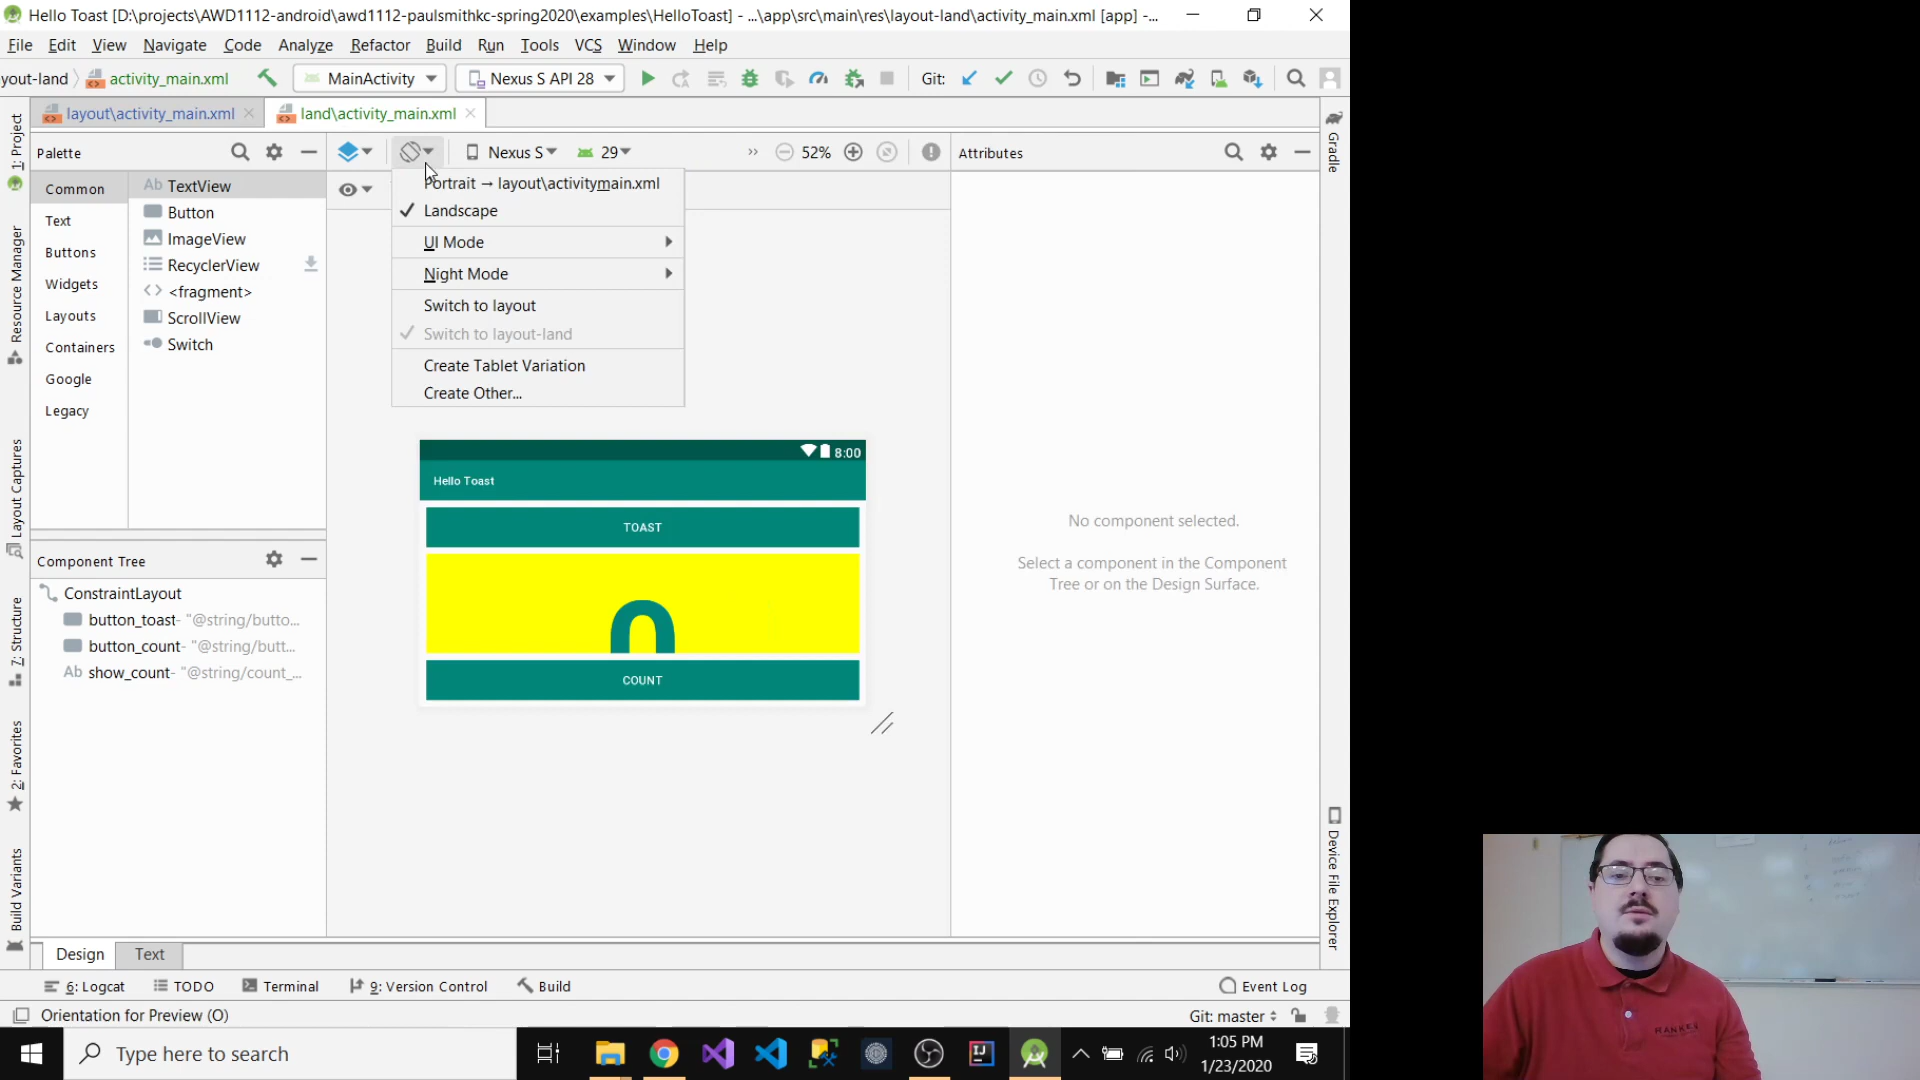 Hello Toast [D:\projects\AWD1112-android\awd1112-paulsmithkc-spring2020\examples\HelloToast] - ...\app\src\main\res\layout-land\activity_main.xml [app] -...
File Edit View Navigate Code Analyze Refactor Build Run Tools VCS Window Help
yout-land activity_main.xml MainActivity Nexus S API 28 Git:
layout\activity_main.xml land\activity_main.xml
Palette Nexus S 29 52% Attributes
Common
Text
Buttons
Widgets
Layouts
Containers
Google
Legacy
Ab TextView
Button
ImageView
RecyclerView
<fragment>
ScrollView
Switch
Portrait → layout\activitymain.xml
Landscape
UI Mode
Night Mode
Switch to layout
Switch to layout-land
Create Tablet Variation
Create Other...
8:00
Hello Toast
TOAST
0
COUNT
No component selected.
Select a component in the Component
Tree or on the Design Surface.
Component Tree
ConstraintLayout
button_toast- "@string/butto...
button_count- "@string/butt...
Ab show_count- "@string/count_...
1: Project
Resource Manager
Layout Captures
7: Structure
2: Favorites
Build Variants
Gradle
Device File Explorer
Design Text
6: Logcat TODO Terminal 9: Version Control Build Event Log
Orientation for Preview (O) Git: master
Type here to search
1:05 PM
1/23/2020
RANKEN